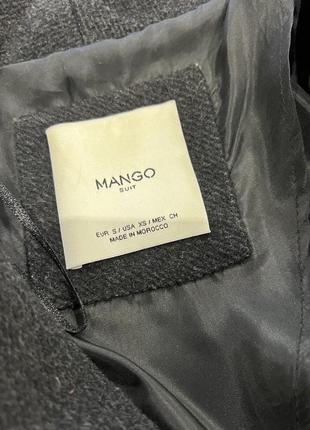 MANGO
SUIT
EUR S / USA XS / MEX CH
MADE IN MOROCCO